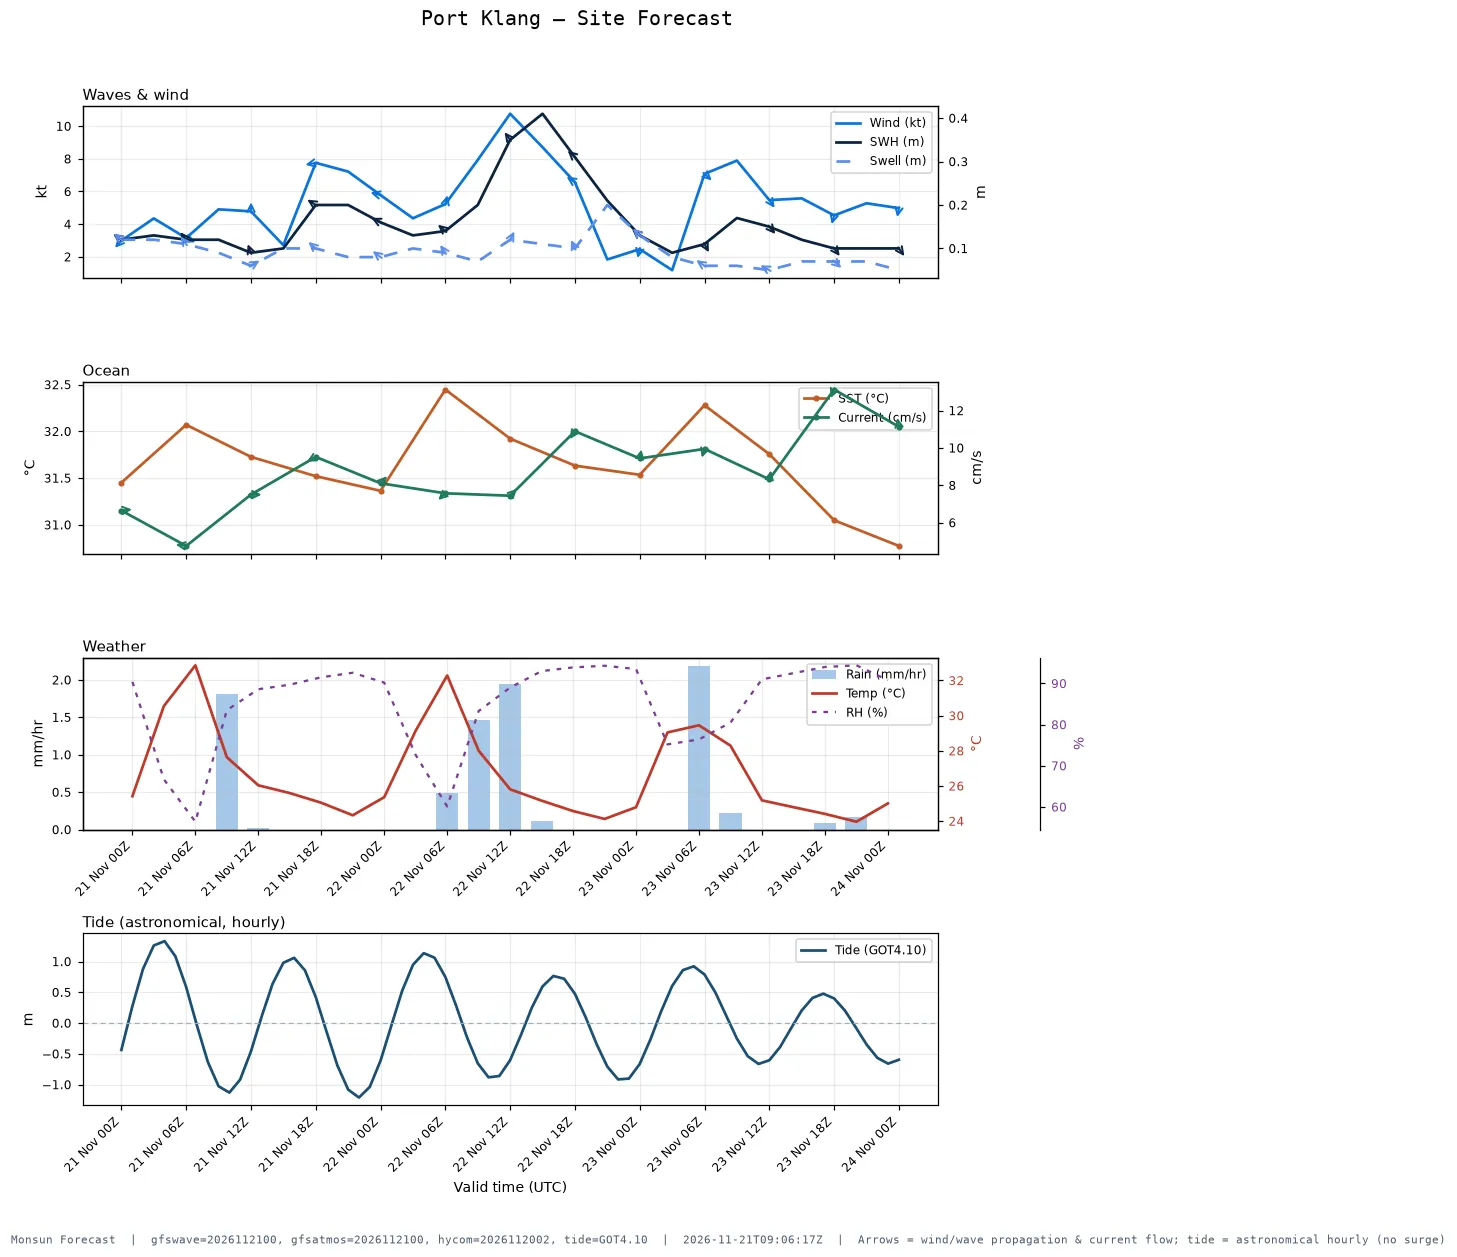 Port Klang — Site Forecast
Waves & wind
10
8
6
4
2
kt
Wind (kt)
SWH (m)
Swell (m)
0.4
0.3
0.2
0.1
m
Ocean
32.5
32.0
31.5
31.0
°C
SST (°C)
Current (cm/s)
12
10
8
6
cm/s
Weather
2.0
1.5
1.0
0.5
0.0
mm/hr
Rain (mm/hr)
Temp (°C)
RH (%)
32
30
28
26
24
°C
90
80
70
60
%
21 Nov 00Z
21 Nov 06Z
21 Nov 12Z
21 Nov 18Z
22 Nov 00Z
22 Nov 06Z
22 Nov 12Z
22 Nov 18Z
23 Nov 00Z
23 Nov 06Z
23 Nov 12Z
23 Nov 18Z
24 Nov 00Z
Tide (astronomical, hourly)
1.0
0.5
0.0
−0.5
−1.0
m
Tide (GOT4.10)
21 Nov 00Z
21 Nov 06Z
21 Nov 12Z
21 Nov 18Z
22 Nov 00Z
22 Nov 06Z
22 Nov 12Z
22 Nov 18Z
23 Nov 00Z
23 Nov 06Z
23 Nov 12Z
23 Nov 18Z
24 Nov 00Z
Valid time (UTC)
Monsun Forecast | gfswave=2026112100, gfsatmos=2026112100, hycom=2026112002, tide=GOT4.10 | 2026-11-21T09:06:17Z | Arrows = wind/wave propagation & current flow; tide = astronomical hourly (no surge)